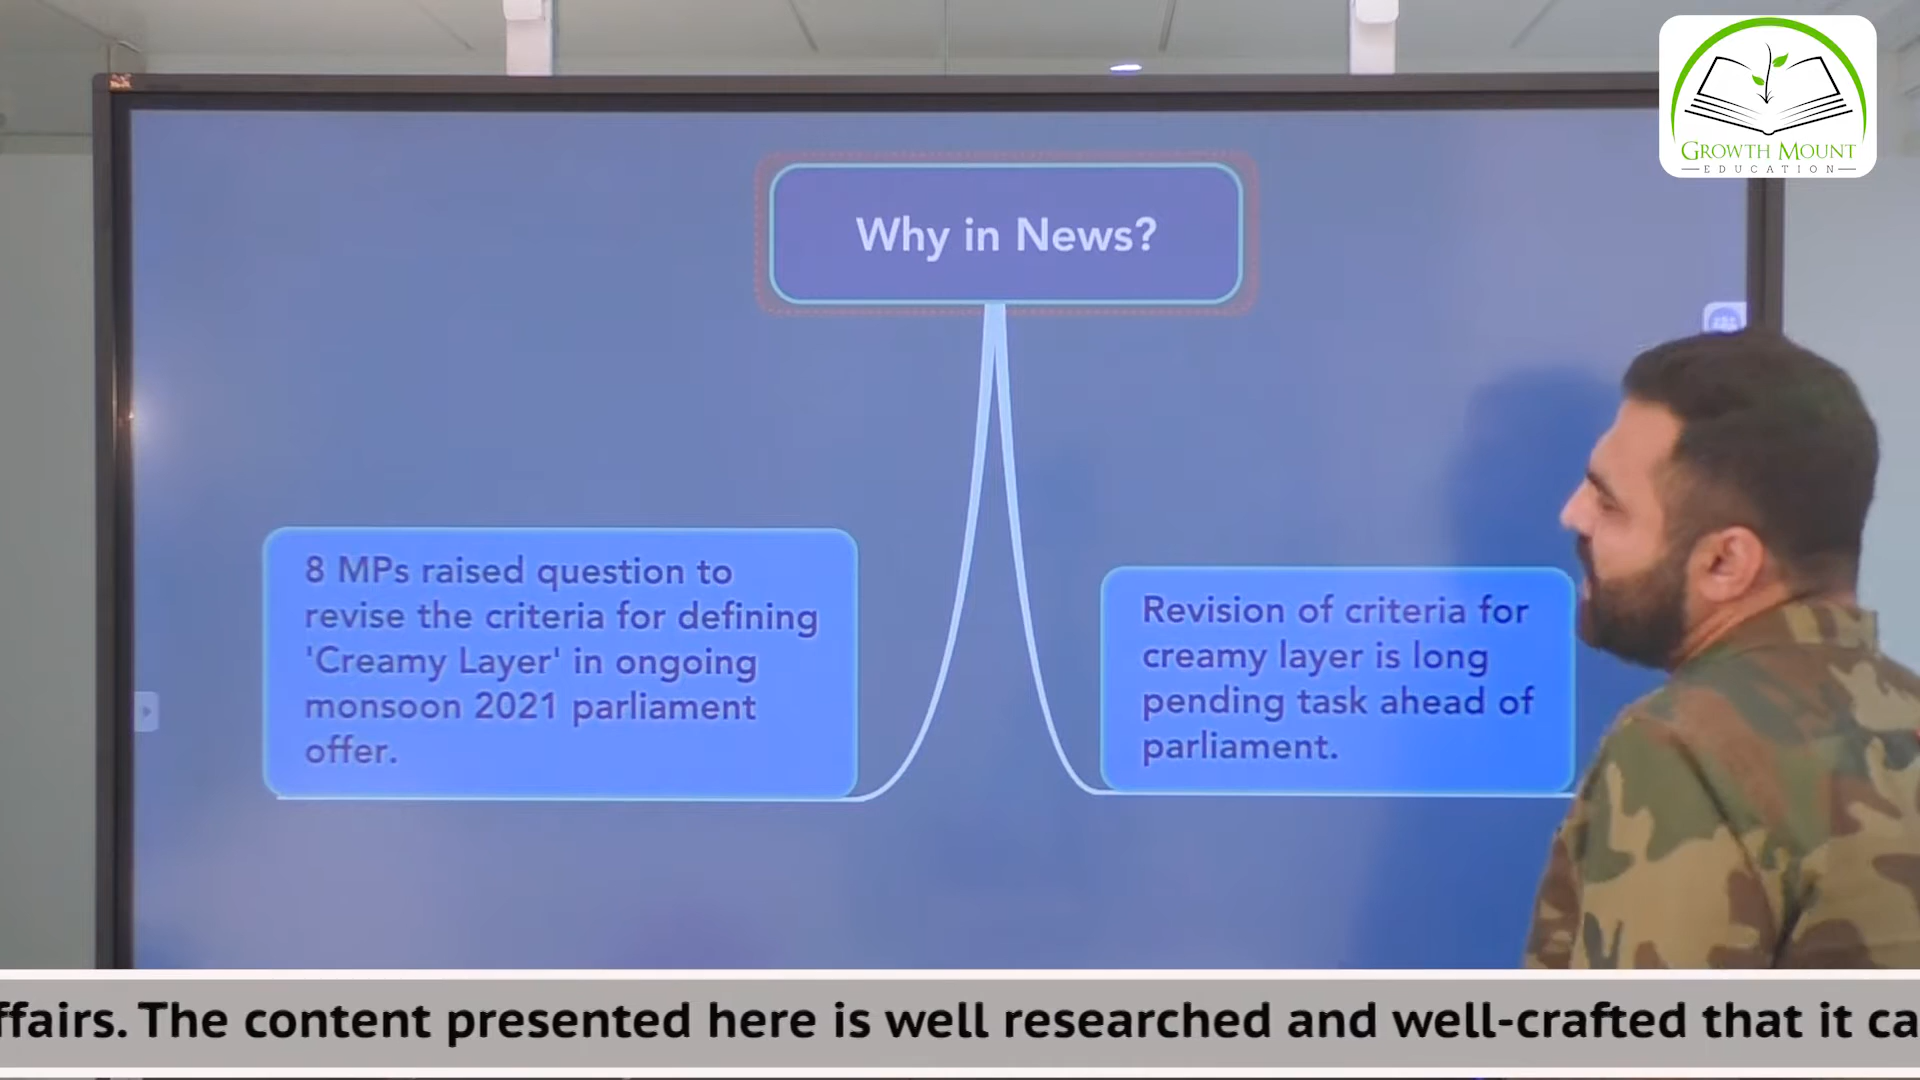 GROWTH MOUNT
EDUCATION
Why in News?
8 MPs raised question to
revise the criteria for defining
'Creamy Layer' in ongoing
monsoon 2021 parliament
offer.
Revision of criteria for
creamy layer is long
pending task ahead of
parliament.
ffairs. The content presented here is well researched and well-crafted that it ca